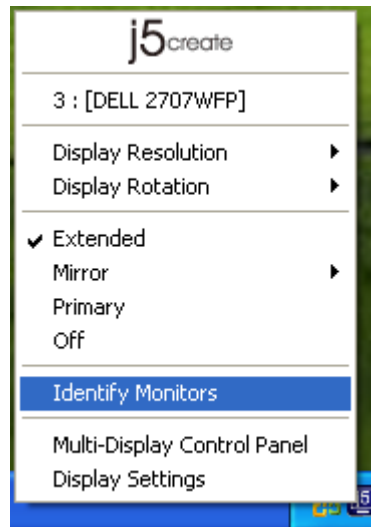 j5create
3 : [DELL 2707WFP]
Display Resolution
Display Rotation
Extended
Mirror
Primary
Off
Identify Monitors
Multi-Display Control Panel
Display Settings